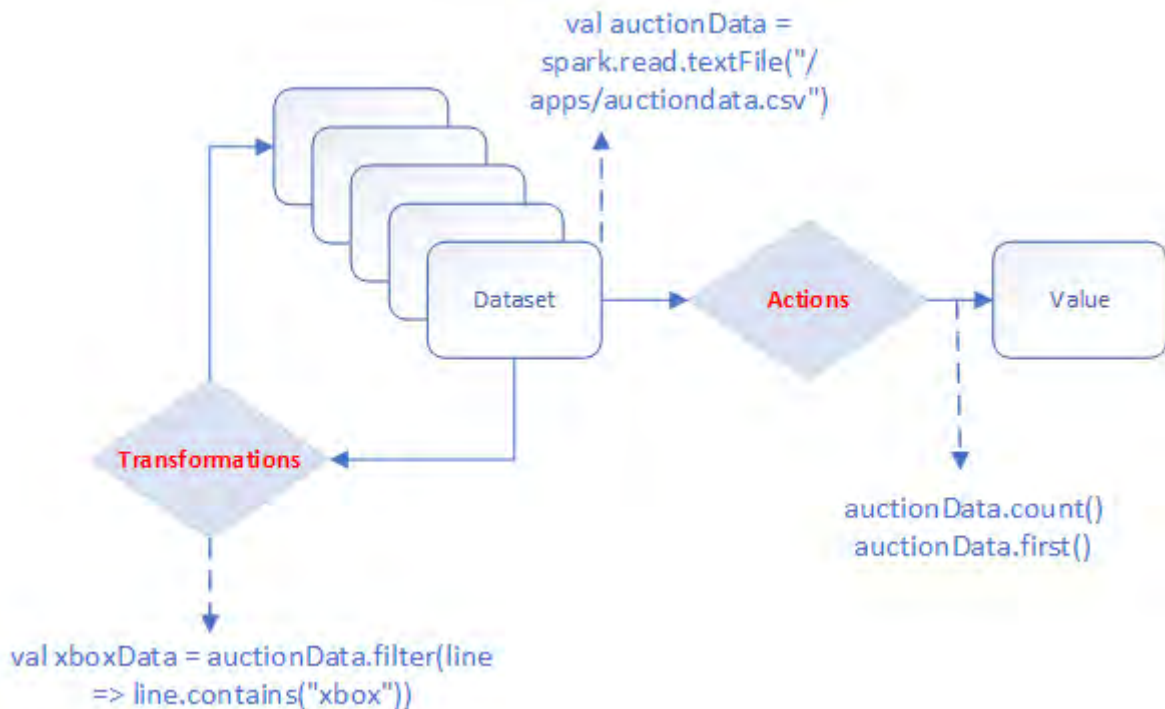 val auctionData =
spark.read.textFile("/
apps/auctiondata.csv")
Dataset
Actions
Value
Transformations
auctionData.count()
auctionData.first()
val xboxData = auctionData.filter(line
=> line.contains("xbox"))